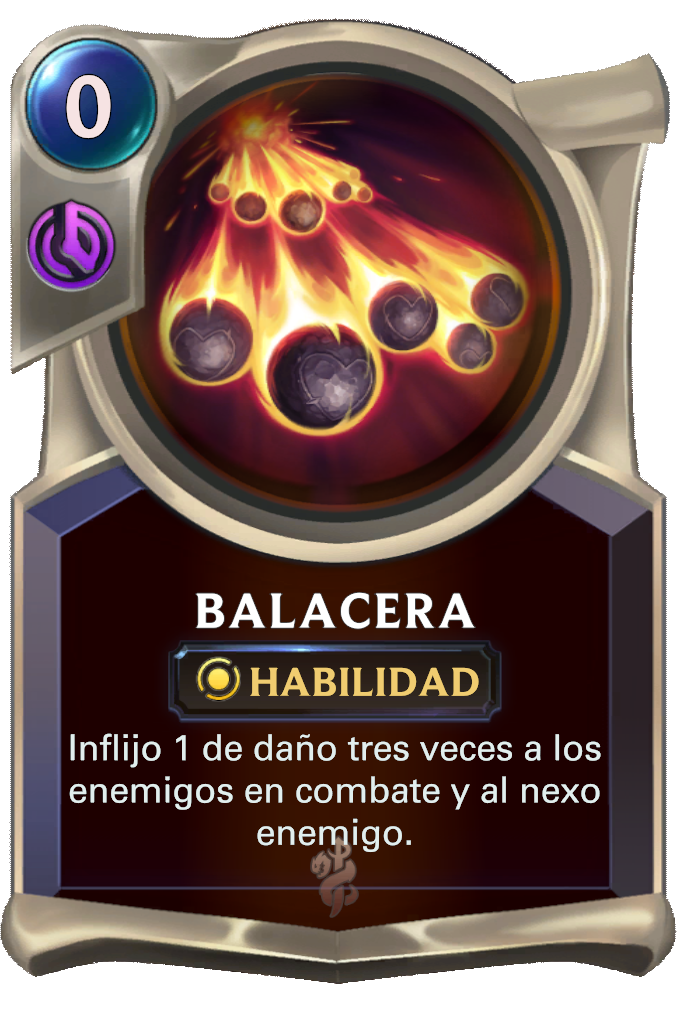 0
BALACERA
HABILIDAD
Inflijo 1 de daño tres veces a los
enemigos en combate y al nexo
enemigo.